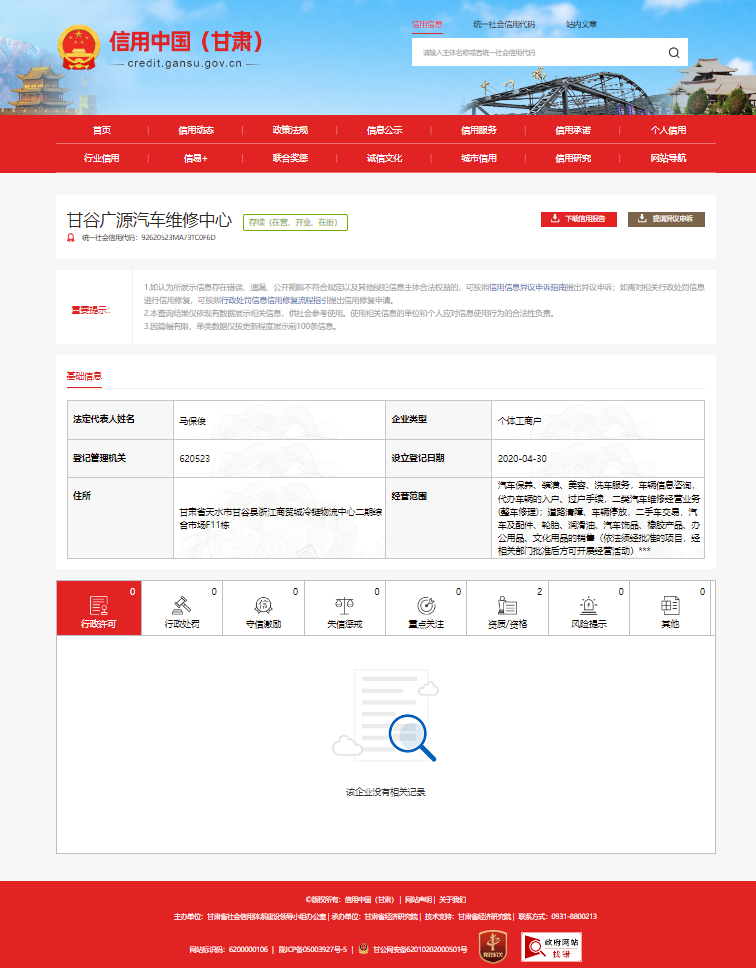 信用中国（甘肃）
credit.gansu.gov.cn
信用信息 统一社会信用代码 站内文章
请输入主体名称或者统一社会信用代码
首页 | 信用动态 | 政策法规 | 信息公示 | 信用服务 | 信用承诺 | 个人信用
行业信用 | 信易+ | 联合奖惩 | 诚信文化 | 城市信用 | 信用研究 | 网站导航
甘谷广源汽车维修中心 存续（在营、开业、在册）
下载信用报告 提请异议申诉
统一社会信用代码：92620523MA73TC0F6D
重要提示：
1.如认为所展示信息存在错误、遗漏、公开期限不符合规定以及其他侵犯信息主体合法权益的，可按照信用信息异议申诉指南提出异议申诉；如需对相关行政处罚信息
进行信用修复，可按照行政处罚信息信用修复流程指引提出信用修复申请。
2.本查询结果仅依现有数据展示相关信息，供社会参考使用。使用相关信息的单位和个人应对信息使用行为的合法性负责。
3.因篇幅有限，单类数据仅按更新程度展示前100条信息。
基础信息
法定代表人姓名 马保俊 企业类型 个体工商户
登记管理机关 620523 设立登记日期 2020-04-30
住所
甘肃省天水市甘谷县浙江商贸城冷链物流中心二期综
合市场F11栋
经营范围
汽车保养、装潢、美容、洗车服务，车辆信息咨询，
代办车辆的入户、过户手续，二类汽车维修经营业务
(整车修理)；道路清障、车辆停放，二手车交易，汽
车及配件、轮胎、润滑油、汽车饰品、橡胶产品、办
公用品、文化用品的销售（依法须经批准的项目，经
相关部门批准后方可开展经营活动）***
0 0 0 0 0 2 0 0
行政许可 行政处罚 守信激励 失信惩戒 重点关注 资质/资格 风险提示 其他
该企业没有相关记录
©版权所有：信用中国（甘肃） | 网站声明 | 关于我们
主办单位：甘肃省社会信用体系建设领导小组办公室 | 承办单位：甘肃省经济研究院 | 技术支持：甘肃省经济研究院 | 联系方式：0931-8800213
网站标识码：6200000106 | 陇ICP备05003927号-5 | 甘公网安备62010202000501号
党政机关
政府网站
找错